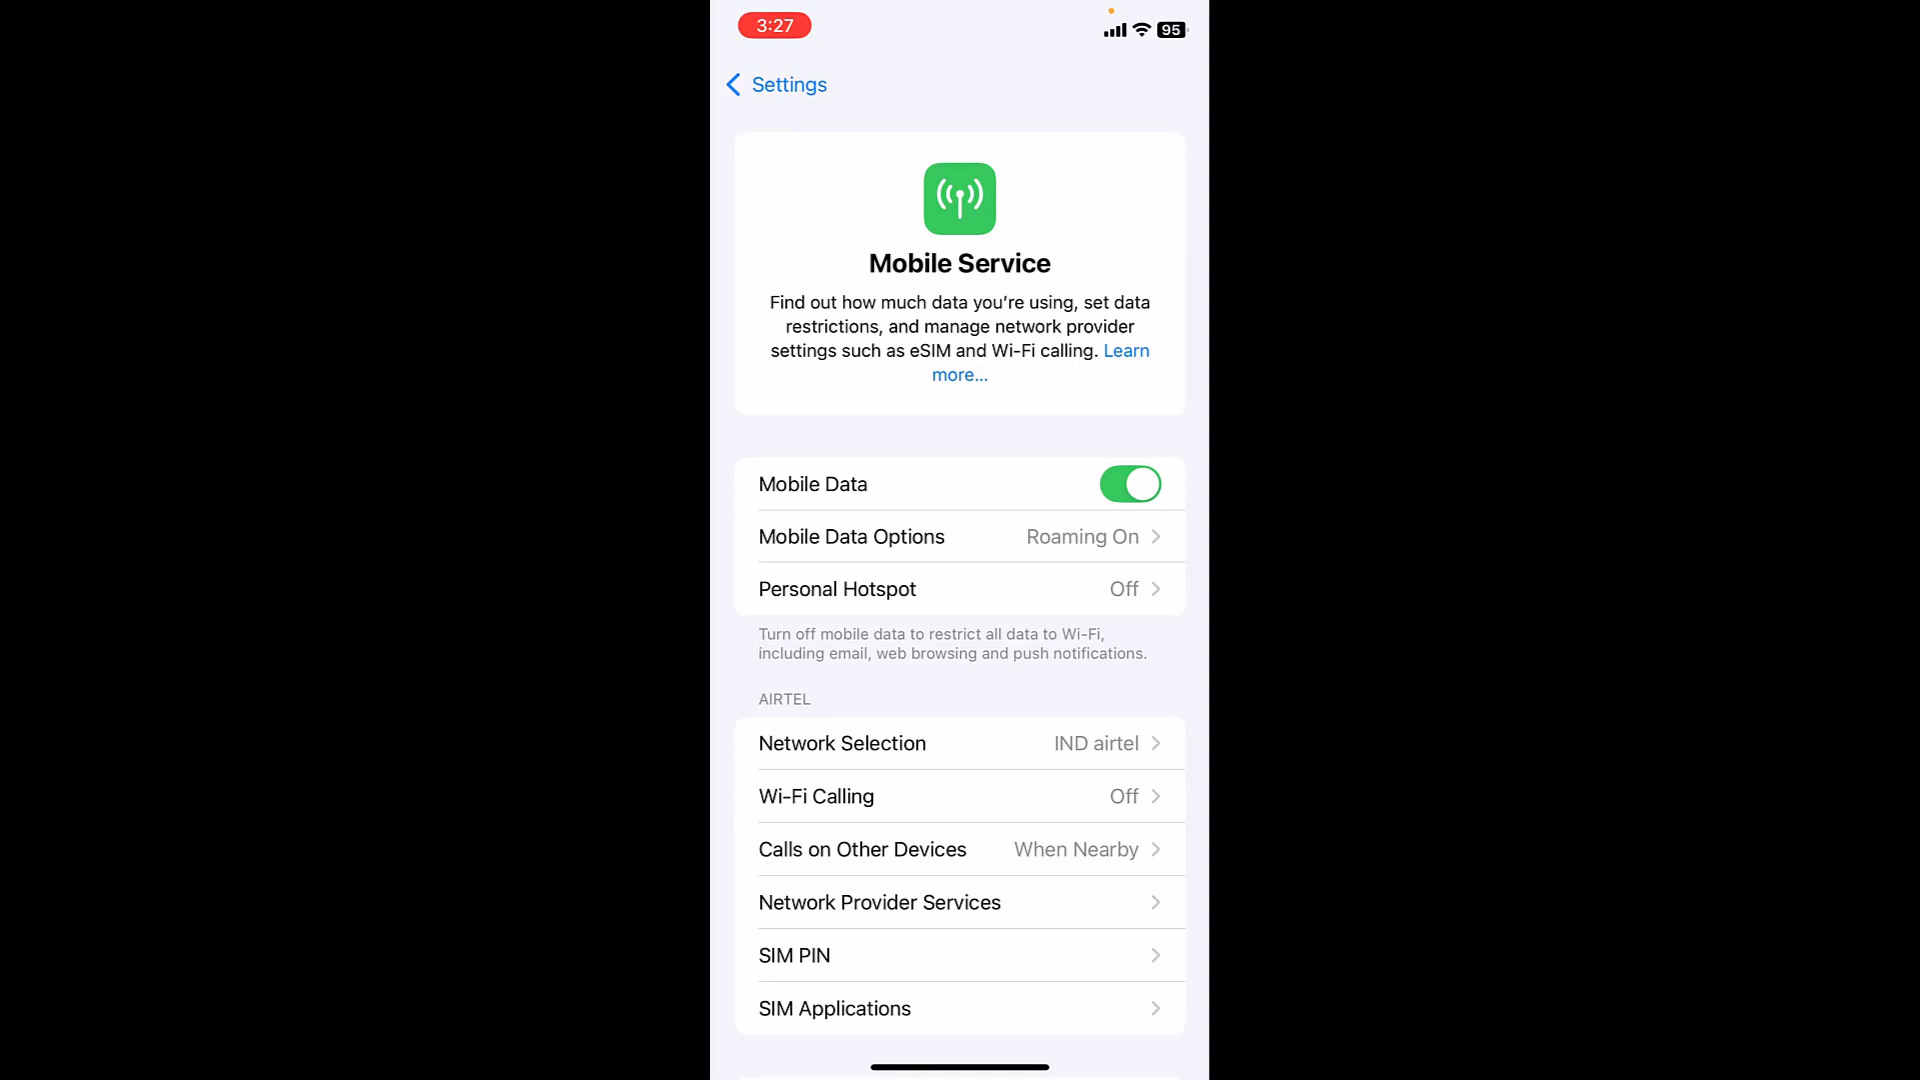 3:27
95
Settings
Mobile Service
Find out how much data you're using, set data
restrictions, and manage network provider
settings such as eSIM and Wi-Fi calling. Learn
more...
Mobile Data
Mobile Data Options Roaming On
Personal Hotspot Off
Turn off mobile data to restrict all data to Wi-Fi,
including email, web browsing and push notifications.
AIRTEL
Network Selection IND airtel
Wi-Fi Calling Off
Calls on Other Devices When Nearby
Network Provider Services
SIM PIN
SIM Applications